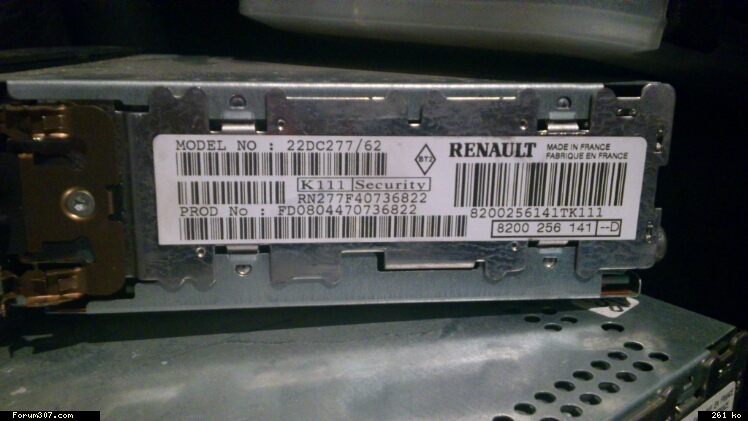 MODEL NO : 22DC277/62
K111 Security
RN277F40736822
PROD No : FD0804470736822
BT2
RENAULT
MADE IN FRANCE
FABRIQUE EN FRANCE
8200256141TK111
8200 256 141 --D
Forum307.com
261 ko